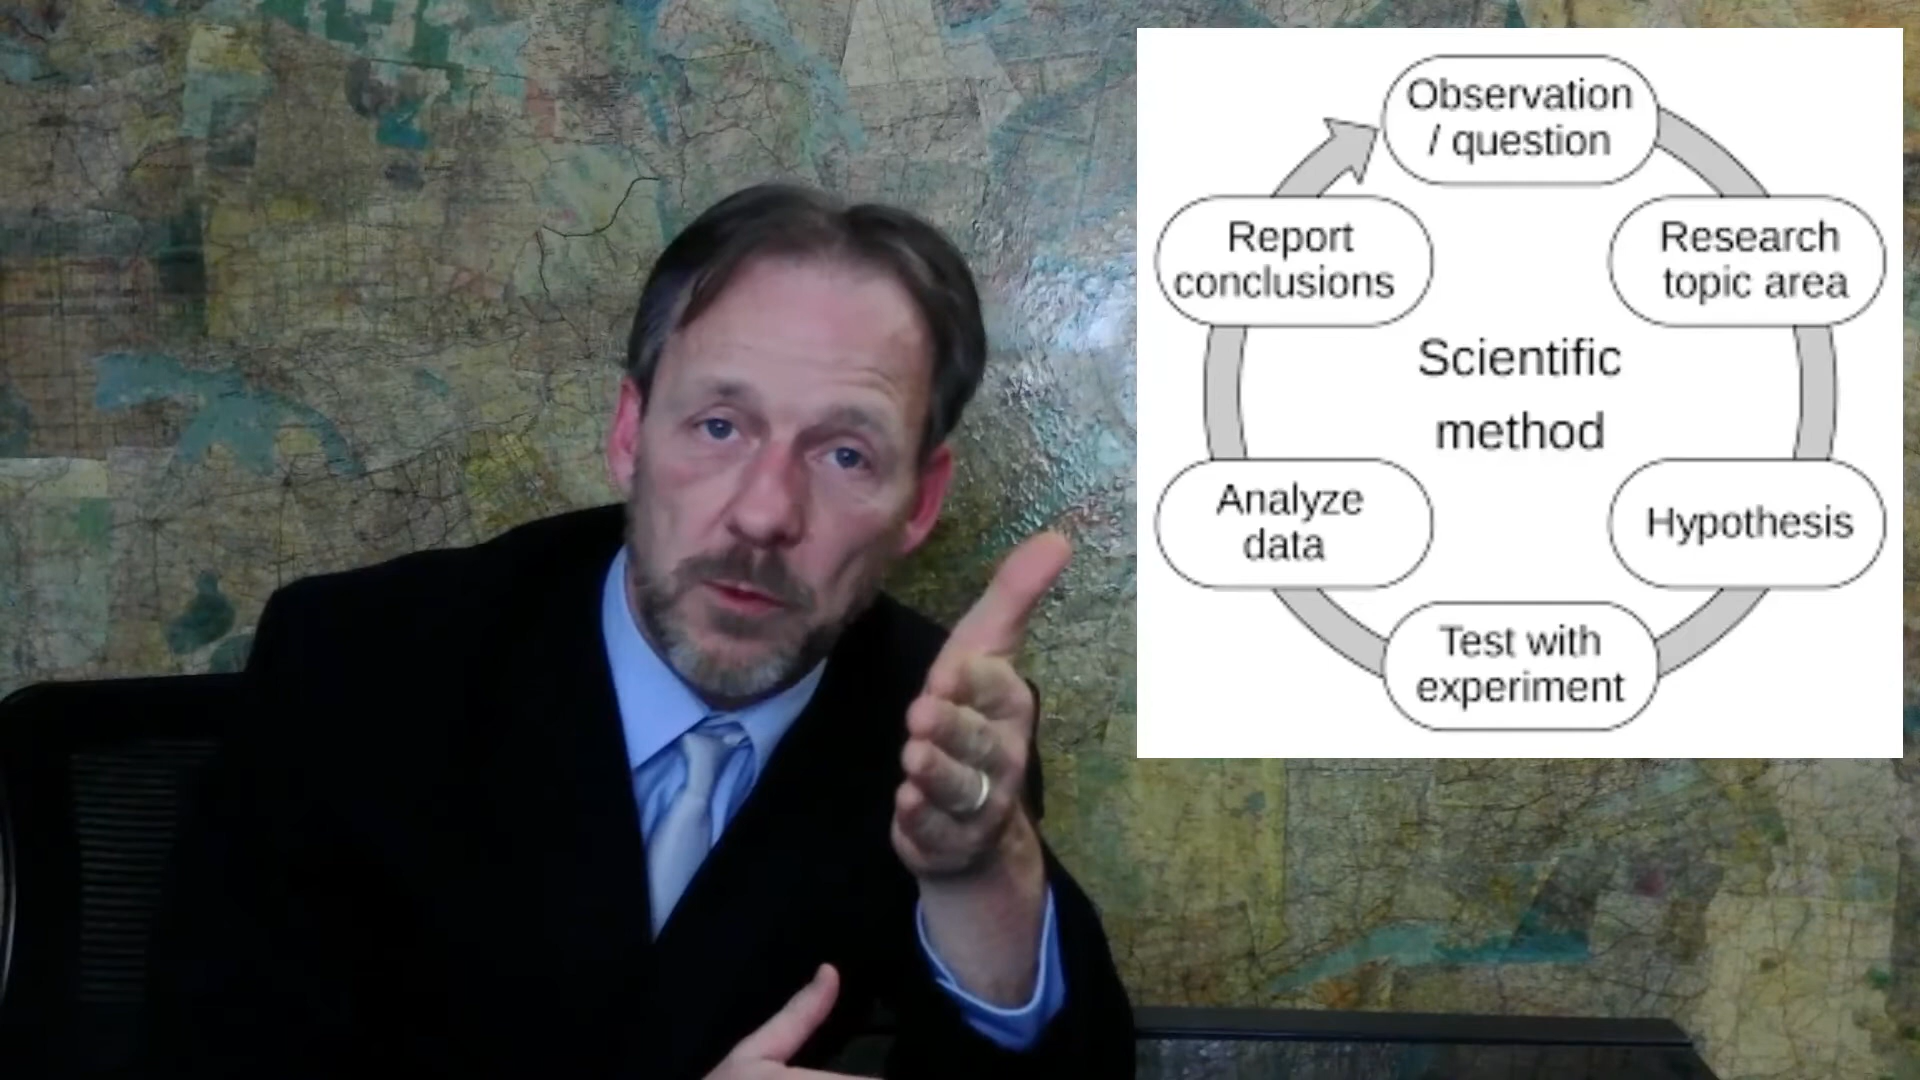 Observation
/ question
Research
topic area
Hypothesis
Test with
experiment
Analyze
data
Report
conclusions
Scientific
method